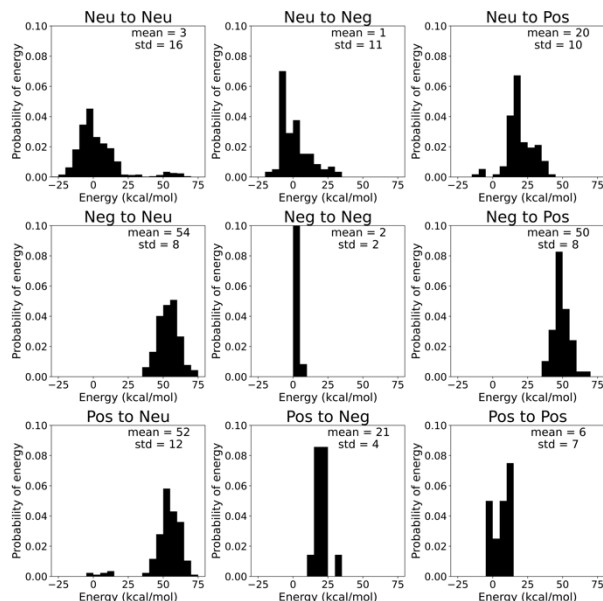 Neu to Neu
mean = 3
std = 16
Probability of energy
0.10
0.08
0.06
0.04
0.02
0.00
−25 0 25 50 75
Energy (kcal/mol)
Neu to Neg
mean = 1
std = 11
Probability of energy
0.10
0.08
0.06
0.04
0.02
0.00
−25 0 25 50 75
Energy (kcal/mol)
Neu to Pos
mean = 20
std = 10
Probability of energy
0.10
0.08
0.06
0.04
0.02
0.00
−25 0 25 50 75
Energy (kcal/mol)
Neg to Neu
mean = 54
std = 8
Probability of energy
0.10
0.08
0.06
0.04
0.02
0.00
−25 0 25 50 75
Energy (kcal/mol)
Neg to Neg
mean = 2
std = 2
Probability of energy
0.10
0.08
0.06
0.04
0.02
0.00
−25 0 25 50 75
Energy (kcal/mol)
Neg to Pos
mean = 50
std = 8
Probability of energy
0.10
0.08
0.06
0.04
0.02
0.00
−25 0 25 50 75
Energy (kcal/mol)
Pos to Neu
mean = 52
std = 12
Probability of energy
0.10
0.08
0.06
0.04
0.02
0.00
−25 0 25 50 75
Energy (kcal/mol)
Pos to Neg
mean = 21
std = 4
Probability of energy
0.10
0.08
0.06
0.04
0.02
0.00
−25 0 25 50 75
Energy (kcal/mol)
Pos to Pos
mean = 6
std = 7
Probability of energy
0.10
0.08
0.06
0.04
0.02
0.00
−25 0 25 50 75
Energy (kcal/mol)